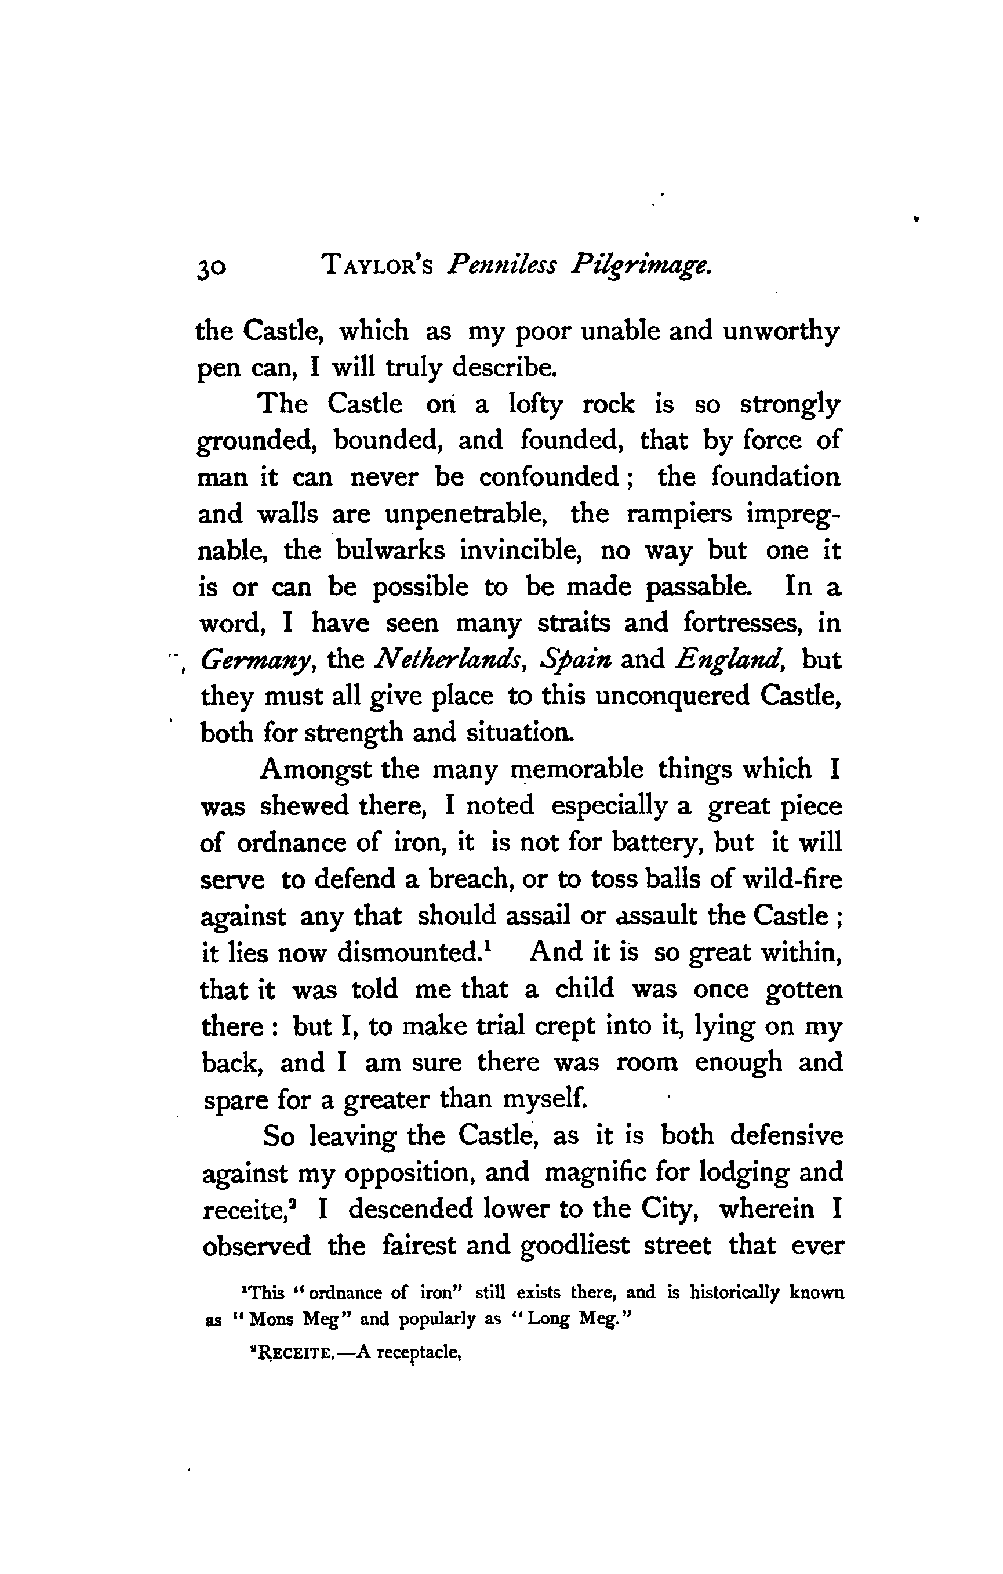 30 TAYLOR'S Penniless Pilgrimage.
the Castle, which as my poor unable and unworthy
pen can, I will truly describe.
The Castle on a lofty rock is so strongly
grounded, bounded, and founded, that by force of
man it can never be confounded ; the foundation
and walls are unpenetrable, the rampiers impreg-
nable, the bulwarks invincible, no way but one it
is or can be possible to be made passable. In a
word, I have seen many straits and fortresses, in
Germany, the Netherlands, Spain and England, but
they must all give place to this unconquered Castle,
both for strength and situation.
Amongst the many memorable things which I
was shewed there, I noted especially a great piece
of ordnance of iron, it is not for battery, but it will
serve to defend a breach, or to toss balls of wild-fire
against any that should assail or assault the Castle ;
it lies now dismounted.¹ And it is so great within,
that it was told me that a child was once gotten
there : but I, to make trial crept into it, lying on my
back, and I am sure there was room enough and
spare for a greater than myself.
So leaving the Castle, as it is both defensive
against my opposition, and magnific for lodging and
receite,² I descended lower to the City, wherein I
observed the fairest and goodliest street that ever
¹This "ordnance of iron" still exists there, and is historically known
as "Mons Meg" and popularly as "Long Meg."
²RECEITE,—A receptacle,